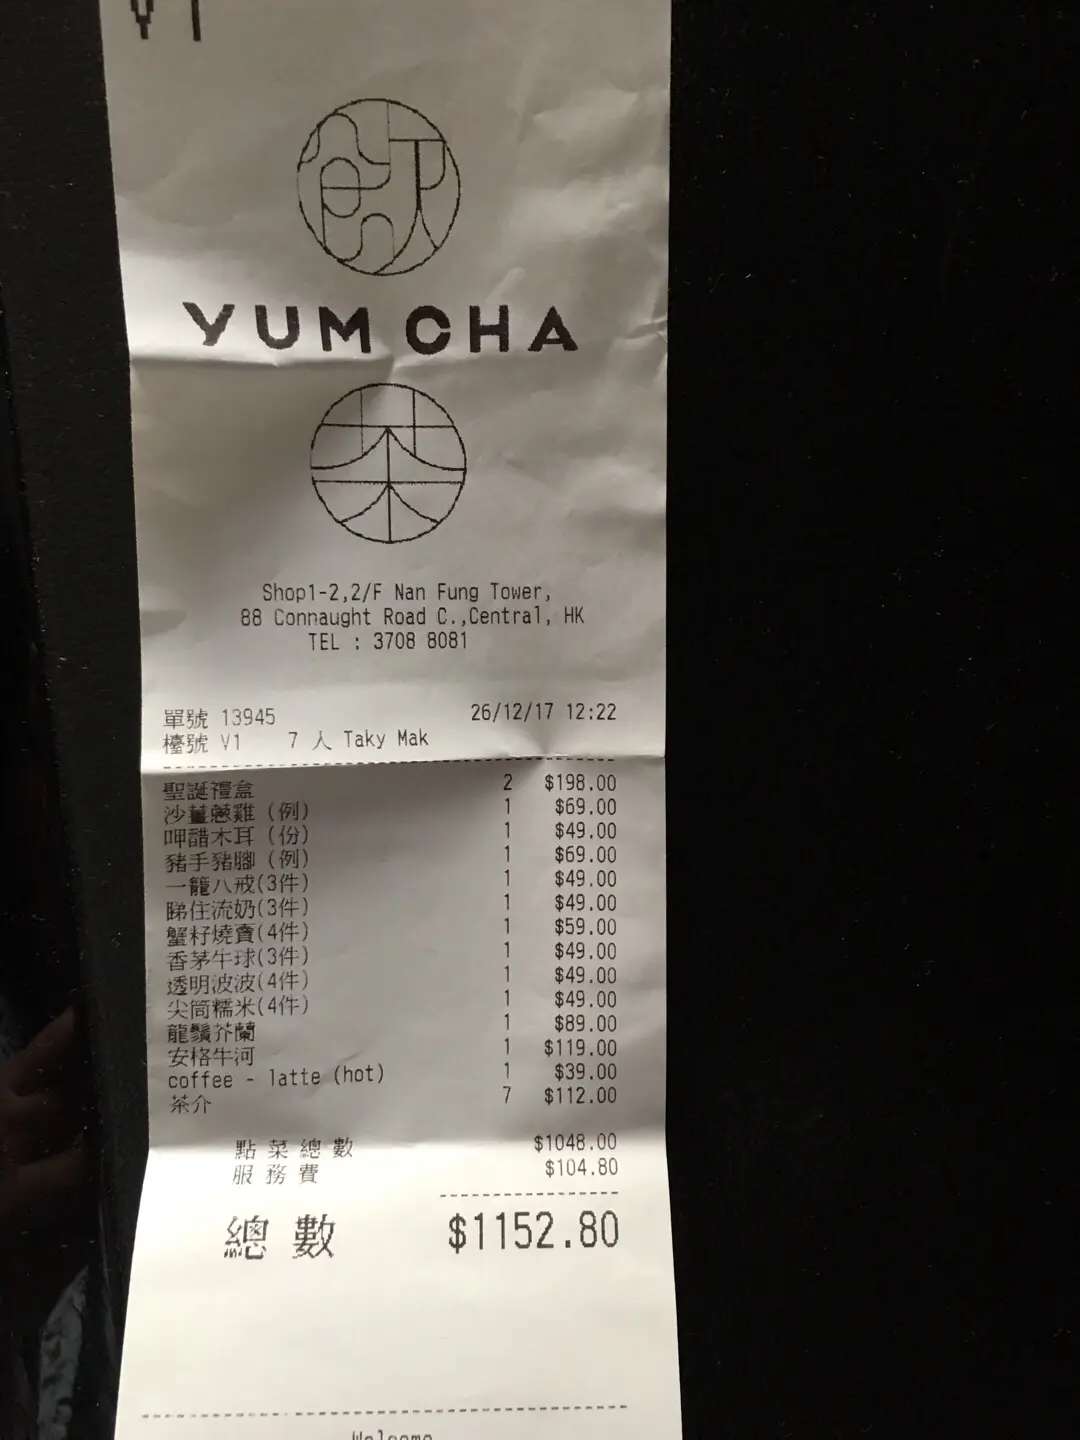 V1
飲
YUM CHA
茶
Shop1-2,2/F Nan Fung Tower,
88 Connaught Road C.,Central, HK
TEL : 3708 8081
單號 13945 26/12/17 12:22
檯號 V1 7 人 Taky Mak
聖誕禮盒 2 $198.00
沙薑蔥雞 (例) 1 $69.00
呷醋木耳 (份) 1 $49.00
豬手豬腳 (例) 1 $69.00
一籠八戒(3件) 1 $49.00
睇住流奶(3件) 1 $49.00
蟹籽燒賣(4件) 1 $59.00
香茅牛球(3件) 1 $49.00
透明波波(4件) 1 $49.00
尖筒糯米(4件) 1 $49.00
龍鬚芥蘭 1 $89.00
安格牛河 1 $119.00
coffee - latte (hot) 1 $39.00
茶介 7 $112.00
點菜總數 $1048.00
服務費 $104.80
總數 $1152.80
Welcome